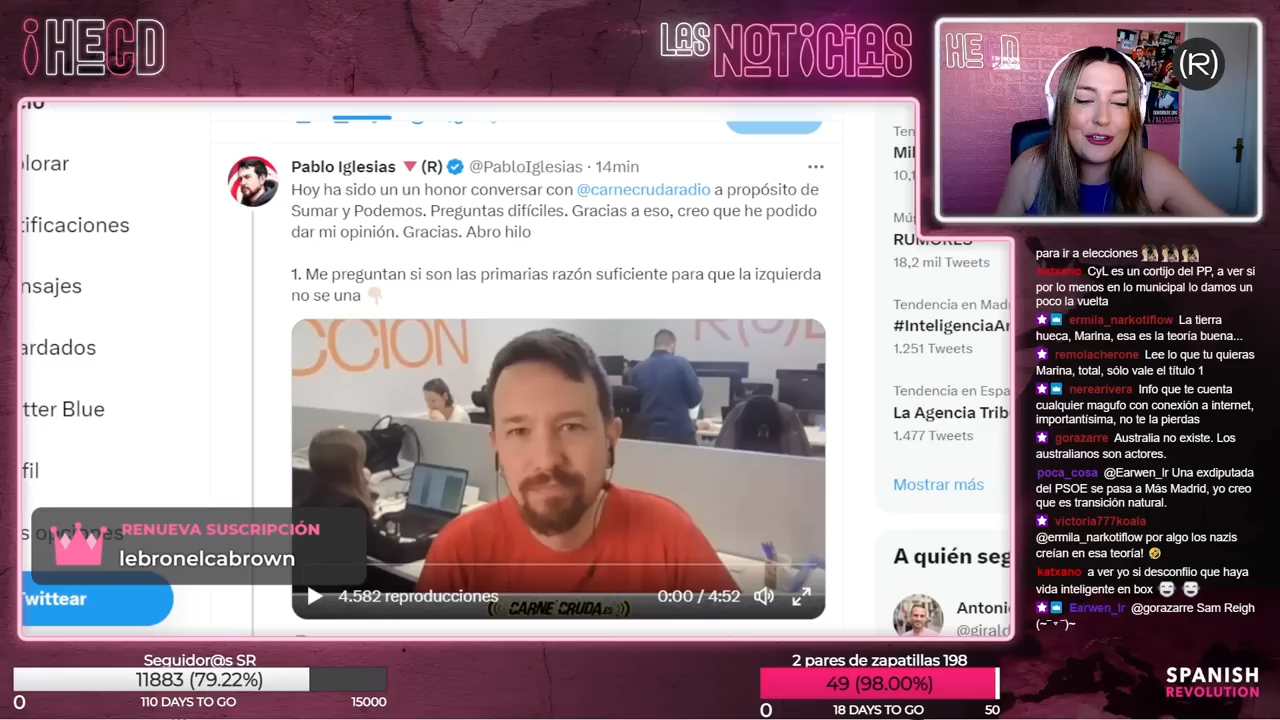 ¡HECD
LAS NOTICIAS
HECD
(R)
plorar
tificaciones
nsajes
ardados
tter Blue
fil
s opciones
Twittear
RENUEVA SUSCRIPCIÓN
lebronelcabrown
Pablo Iglesias 🔻 (R) @PabloIglesias · 14min
Hoy ha sido un un honor conversar con @carnecrudaradio a propósito de
Sumar y Podemos. Preguntas difíciles. Gracias a eso, creo que he podido
dar mi opinión. Gracias. Abro hilo
1. Me preguntan si son las primarias razón suficiente para que la izquierda
no se una 👇🏻
CCION
4.582 reproducciones
0:00 / 4:52
CARNE CRUDA.ES
Ten
Mil
10,1
Mús
RUMORES
18,2 mil Tweets
Tendencia en Madr
#InteligenciaAr
1.251 Tweets
Tendencia en Espa
La Agencia Trib
1.477 Tweets
Mostrar más
A quién seg
Antoni
@girald
para ir a elecciones
katxano CyL es un cortijo del PP, a ver si
por lo menos en lo municipal lo damos un
poco la vuelta
ermila_narkotiflow La tierra
hueca, Marina, esa es la teoría buena...
remolacherone Lee lo que tu quieras
Marina, total, sólo vale el título 1
nerearivera Info que te cuenta
cualquier magufo con conexión a internet,
importantísima, no te la pierdas
gorazarre Australia no existe. Los
australianos son actores.
poca_cosa @Earwen_Ir Una exdiputada
del PSOE se pasa a Más Madrid, yo creo
que es transición natural.
victoria777koala
@ermila_narkotiflow por algo los nazis
creían en esa teoría! 🤣
katxano a ver yo si desconfiio que haya
vida inteligente en box
Earwen_Ir @gorazarre Sam Reigh
(~˘▾˘)~
Seguidor@s SR
11883 (79.22%)
0
110 DAYS TO GO
15000
2 pares de zapatillas 198
49 (98.00%)
0
18 DAYS TO GO
50
SPANISH
REVOLUTION